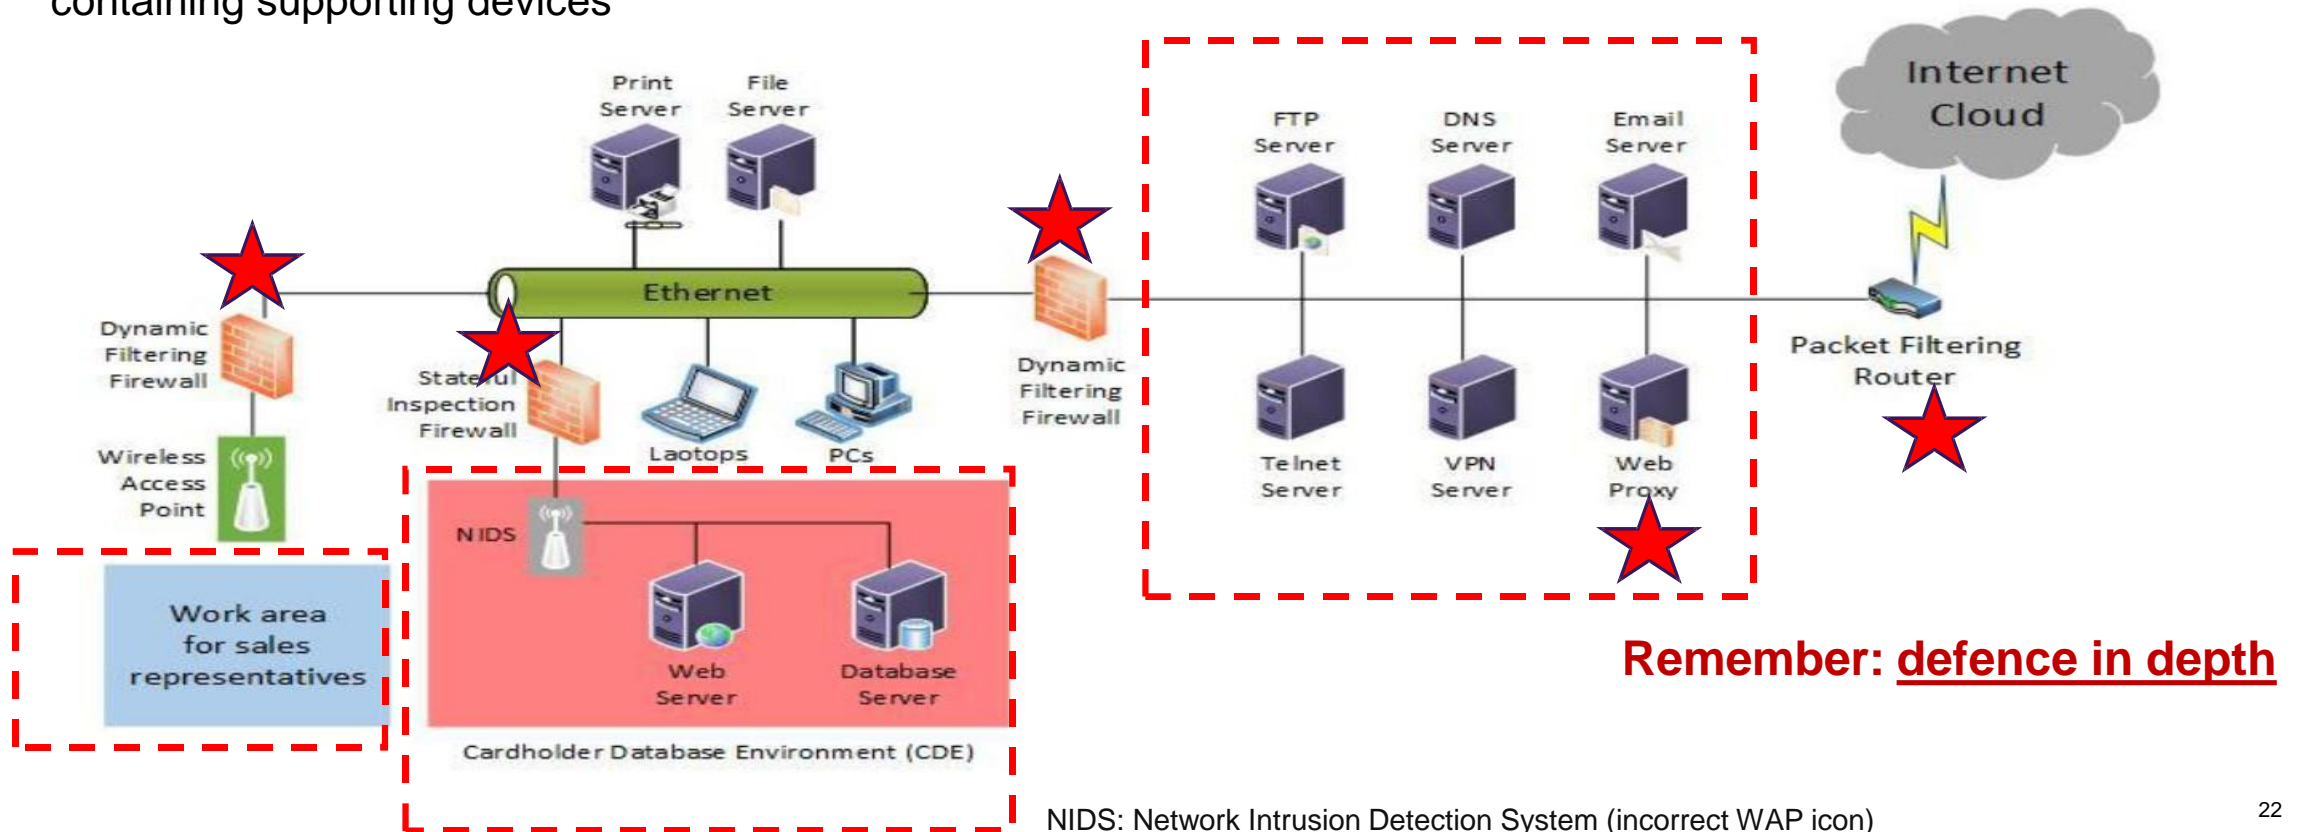 containing supporting devices
Print
Server
File
Server
FTP
Server
DNS
Server
Email
Server
Internet
Cloud
Ethernet
Dynamic
Filtering
Firewall
Stateful
Inspection
Firewall
Dynamic
Filtering
Firewall
Packet Filtering
Router
Wireless
Access
Point
Laotops
PCs
Telnet
Server
VPN
Server
Web
Proxy
NIDS
Work area
for sales
representatives
Web
Server
Database
Server
Remember: defence in depth
Cardholder Database Environment (CDE)
NIDS: Network Intrusion Detection System (incorrect WAP icon)
22